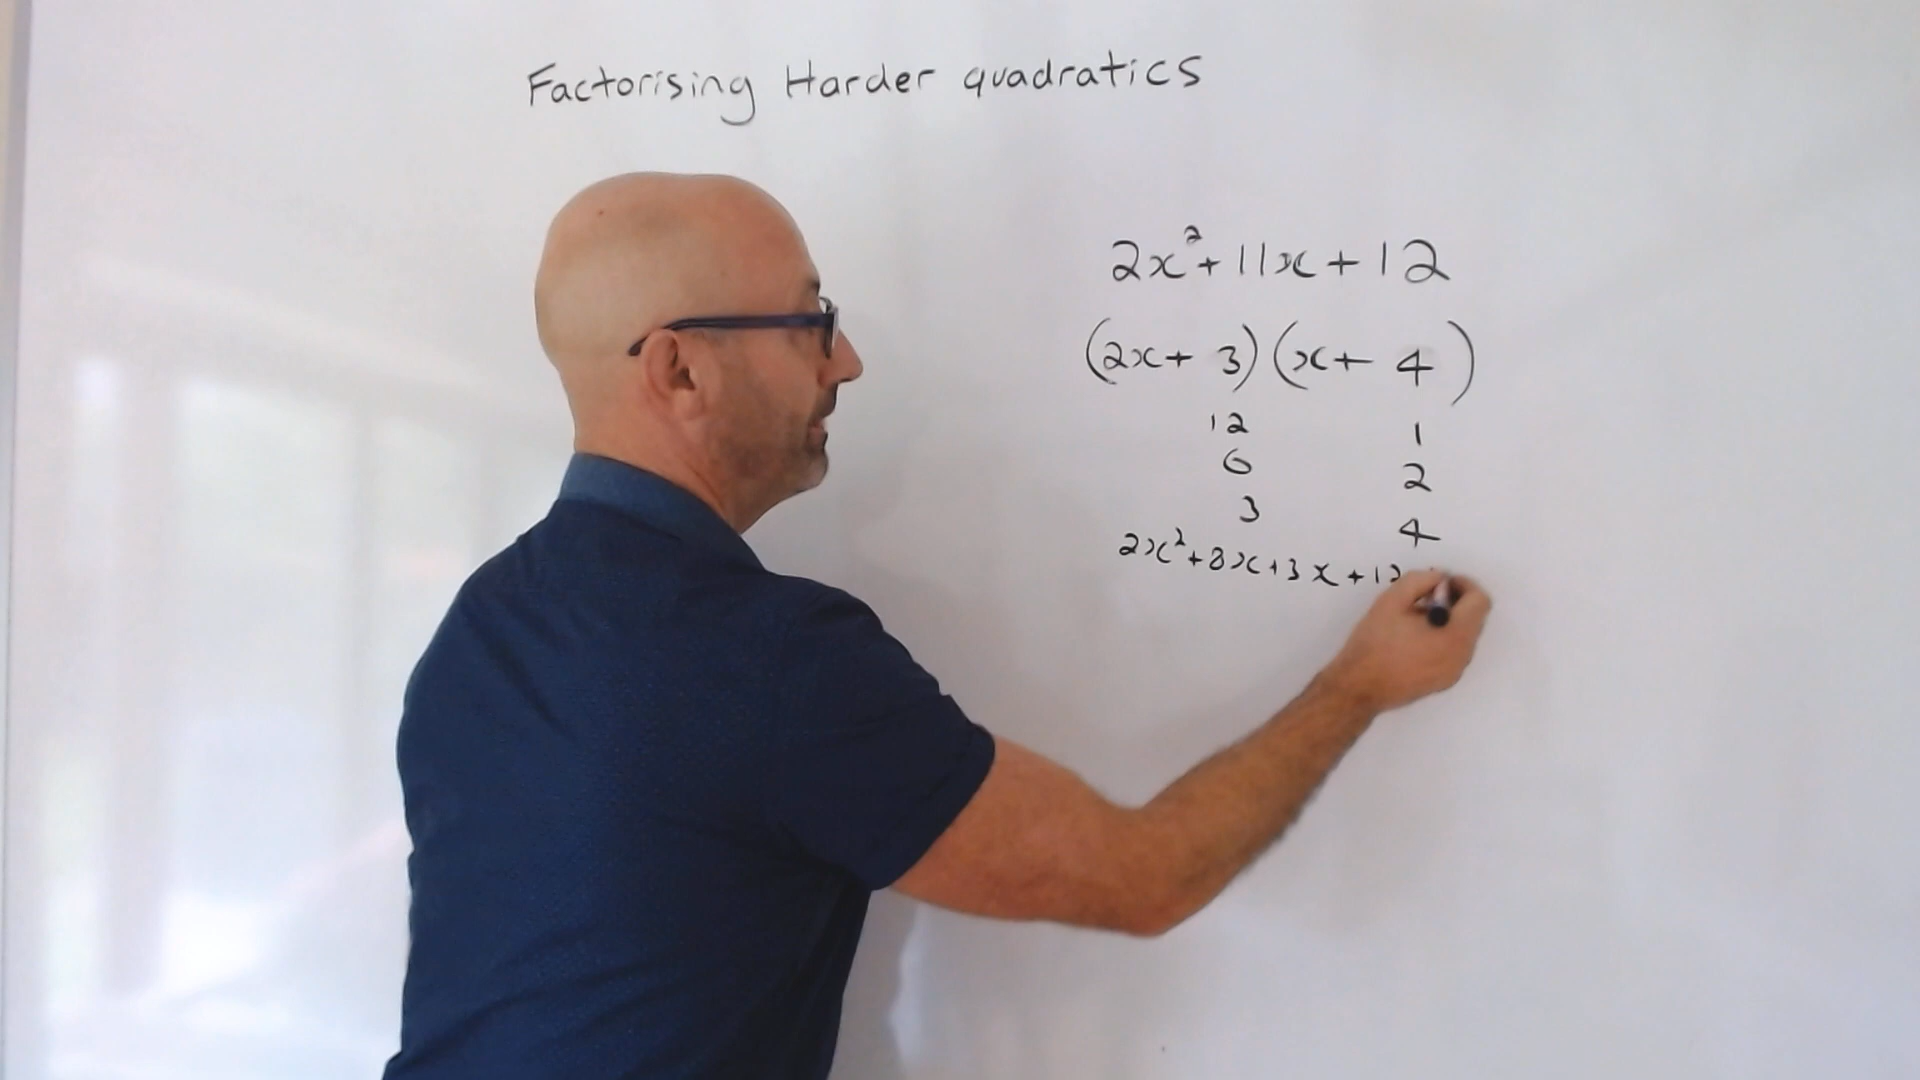 Factorising Harder quadratics
2x²+11x+12
(2x+ 3)(x+ 4)
12 1
6 2
3 4
2x²+8x+3x+12